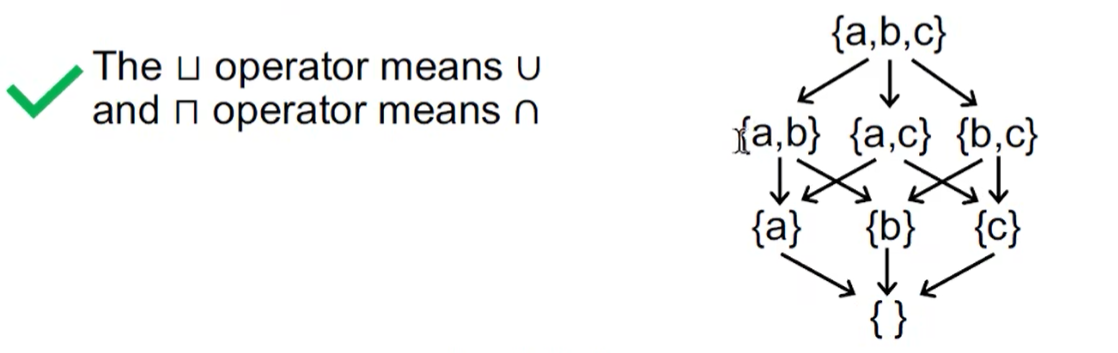 The ⊔ operator means ∪
and ⊓ operator means ∩
{a,b,c}
{a,b} {a,c} {b,c}
{a} {b} {c}
{ }